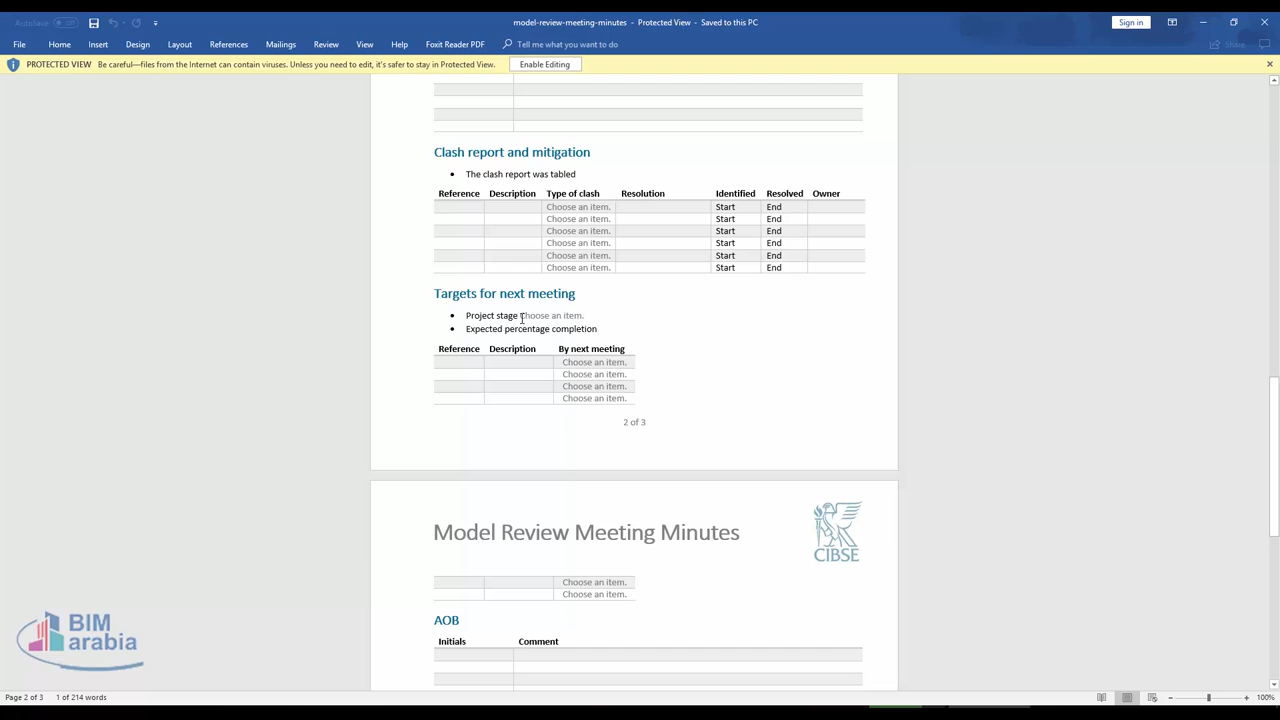 AutoSave Off
model-review-meeting-minutes - Protected View - Saved to this PC
Sign in
File Home Insert Design Layout References Mailings Review View Help Foxit Reader PDF Tell me what you want to do Share
PROTECTED VIEW Be careful—files from the Internet can contain viruses. Unless you need to edit, it's safer to stay in Protected View. Enable Editing
Clash report and mitigation
• The clash report was tabled
Reference Description Type of clash Resolution Identified Resolved Owner
Choose an item. Start End
Choose an item. Start End
Choose an item. Start End
Choose an item. Start End
Choose an item. Start End
Choose an item. Start End
Targets for next meeting
• Project stage Choose an item.
• Expected percentage completion
Reference Description By next meeting
Choose an item.
Choose an item.
Choose an item.
Choose an item.
2 of 3
Model Review Meeting Minutes
CIBSE
Choose an item.
Choose an item.
AOB
Initials Comment
BIM
arabia
Page 2 of 3 1 of 214 words 100%